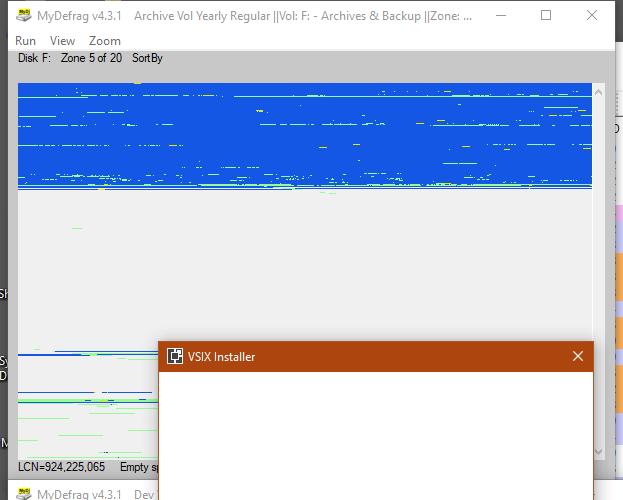 MyDefrag v4.3.1 Archive Vol Yearly Regular ||Vol: F: - Archives & Backup ||Zone: ...
Run View Zoom
Disk F: Zone 5 of 20 SortBy
VSIX Installer
LCN=924,225,065 Empty
MyDefrag v4.3.1 Dev